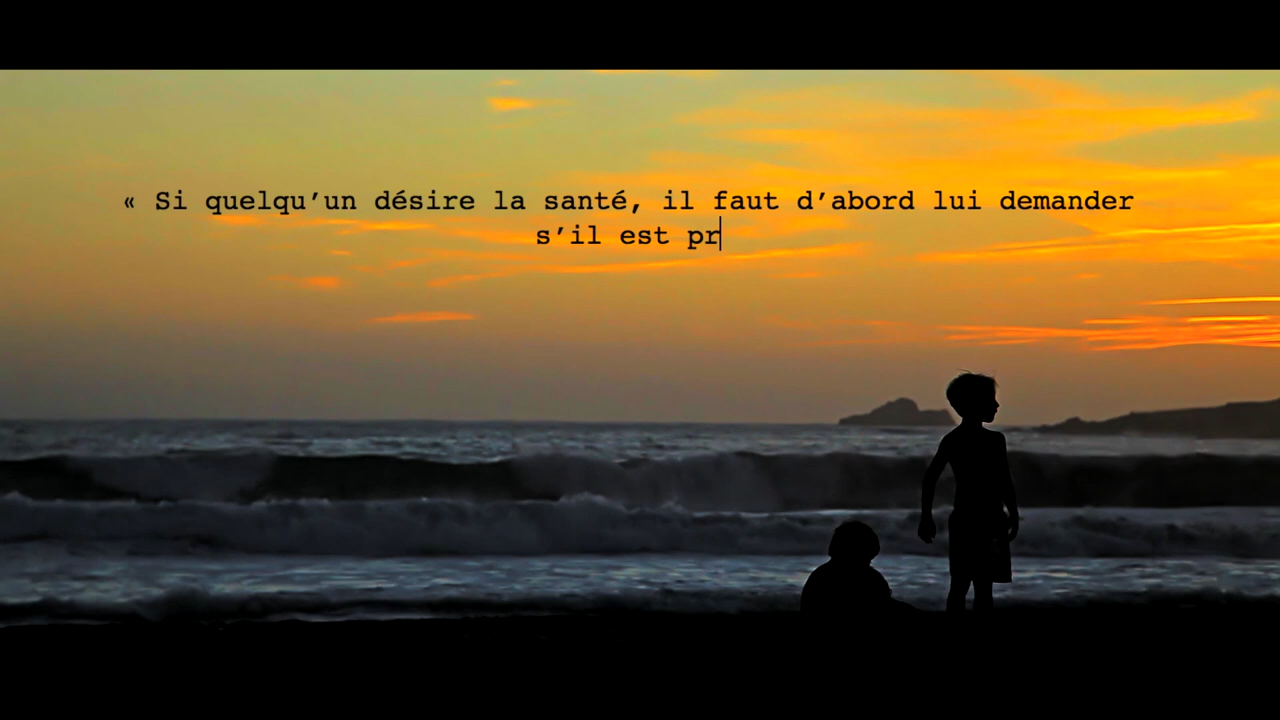 « Si quelqu’un désire la santé, il faut d’abord lui demander
s’il est pr